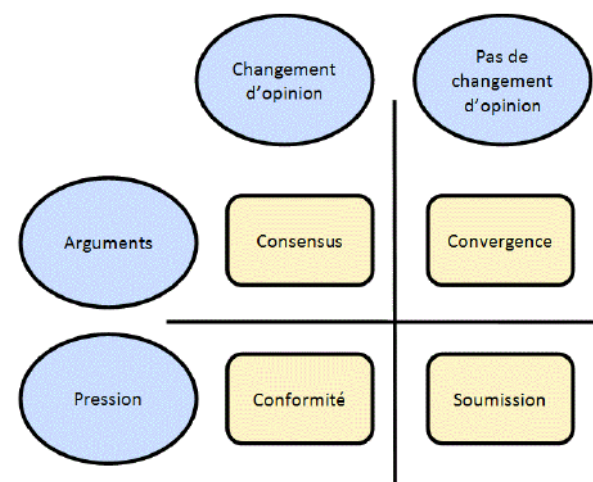 Changement
d'opinion
Pas de
changement
d'opinion
Arguments
Consensus
Convergence
Pression
Conformité
Soumission